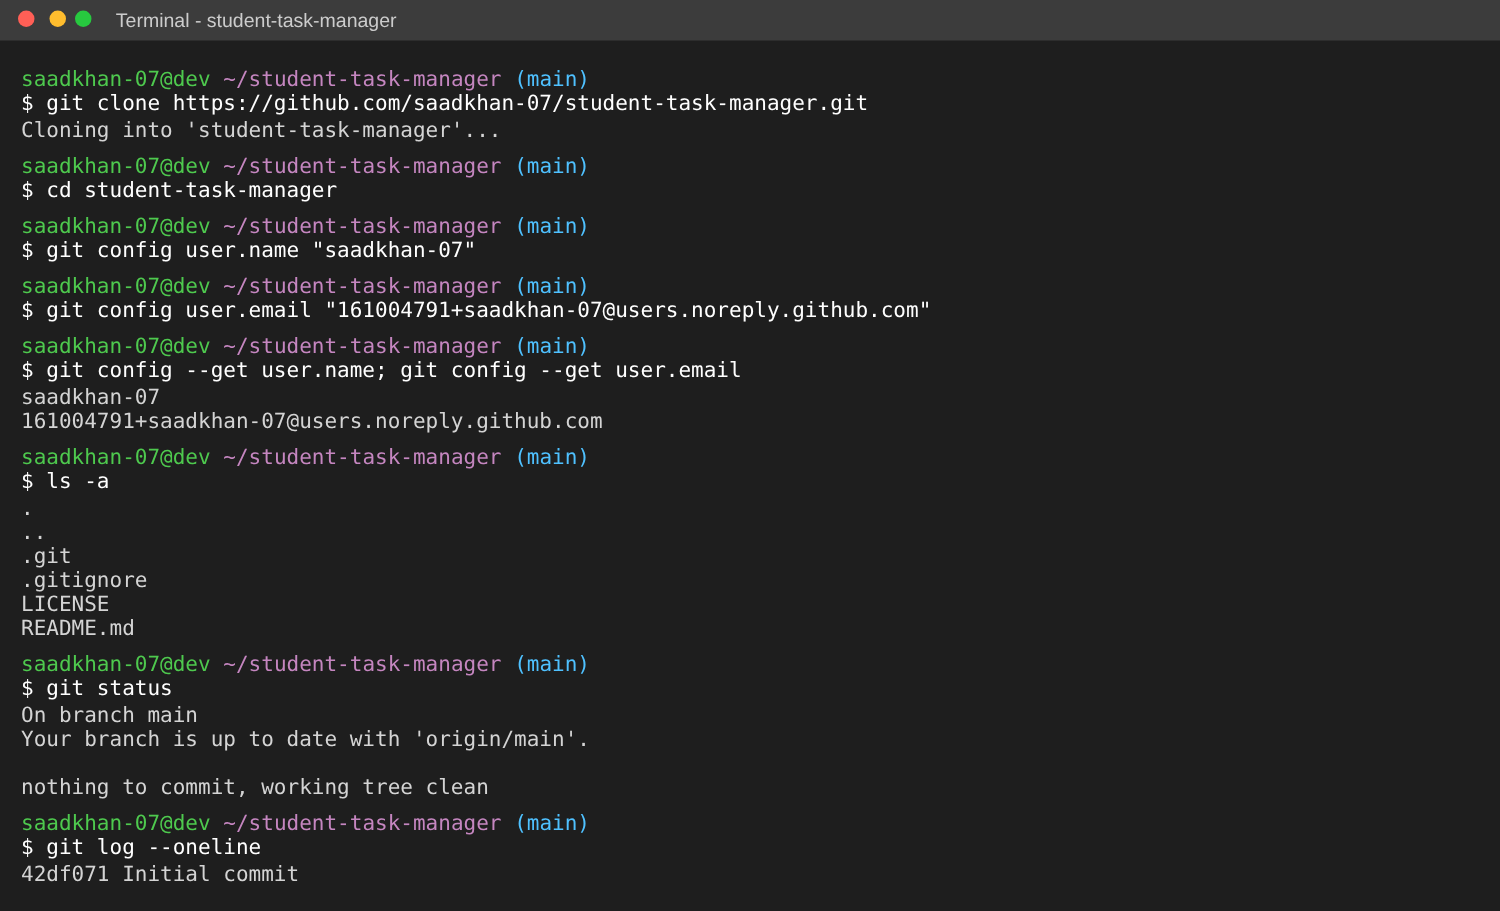 Terminal - student-task-manager
saadkhan-07@dev ~/student-task-manager (main)
$ git clone https://github.com/saadkhan-07/student-task-manager.git
Cloning into 'student-task-manager'...
saadkhan-07@dev ~/student-task-manager (main)
$ cd student-task-manager
saadkhan-07@dev ~/student-task-manager (main)
$ git config user.name "saadkhan-07"
saadkhan-07@dev ~/student-task-manager (main)
$ git config user.email "161004791+saadkhan-07@users.noreply.github.com"
saadkhan-07@dev ~/student-task-manager (main)
$ git config --get user.name; git config --get user.email
saadkhan-07
161004791+saadkhan-07@users.noreply.github.com
saadkhan-07@dev ~/student-task-manager (main)
$ ls -a
.
..
.git
.gitignore
LICENSE
README.md
saadkhan-07@dev ~/student-task-manager (main)
$ git status
On branch main
Your branch is up to date with 'origin/main'.
nothing to commit, working tree clean
saadkhan-07@dev ~/student-task-manager (main)
$ git log --oneline
42df071 Initial commit